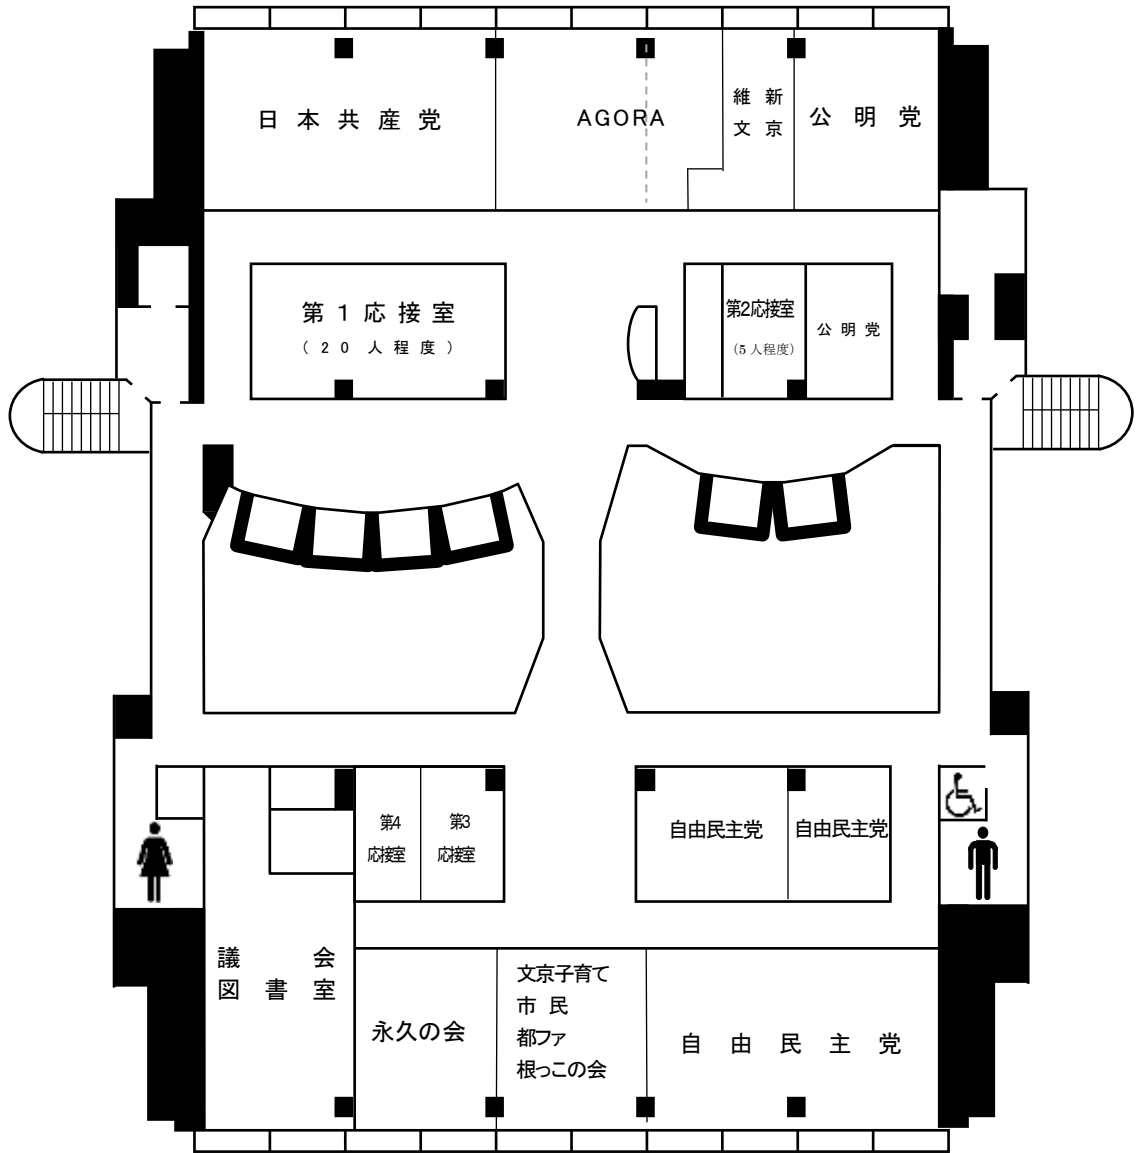 日本共産党
AGORA
維新
文京
公明党
第1応接室
(20人程度)
第2応接室
(5人程度)
公明党
第4
応接室
第3
応接室
自由民主党
自由民主党
議会
図書室
永久の会
文京子育て
市民
都ファ
根っこの会
自由民主党